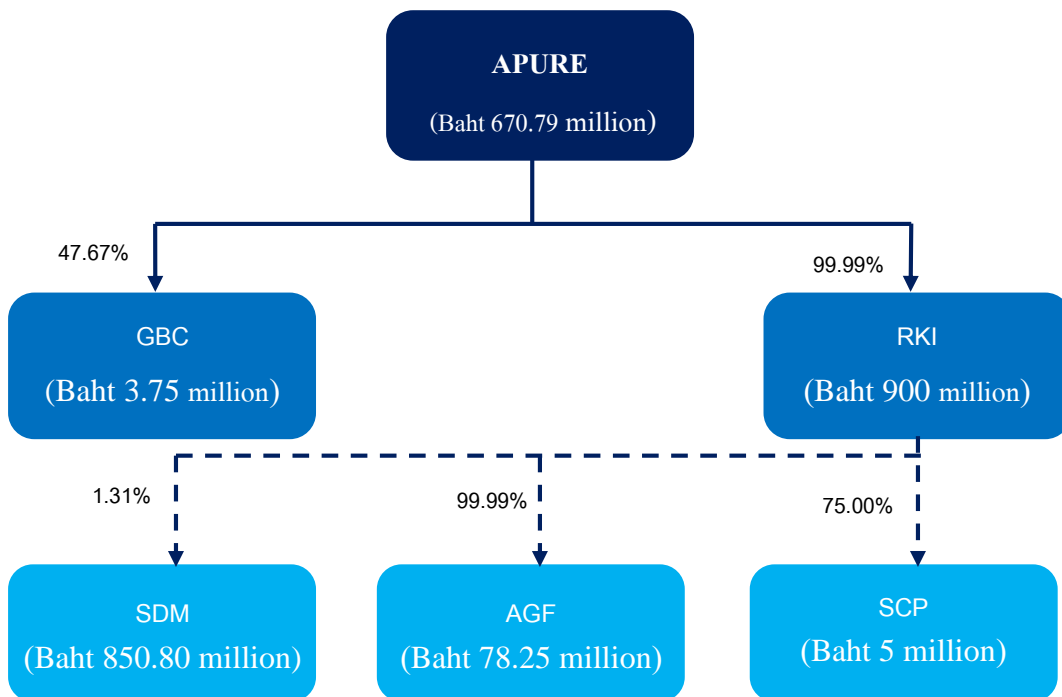 APURE
(Baht 670.79 million)
47.67%
99.99%
GBC
(Baht 3.75 million)
RKI
(Baht 900 million)
1.31%
99.99%
75.00%
SDM
(Baht 850.80 million)
AGF
(Baht 78.25 million)
SCP
(Baht 5 million)